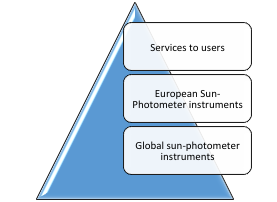 Services to users
European Sun-
Photometer instruments
Global sun-photometer
instruments